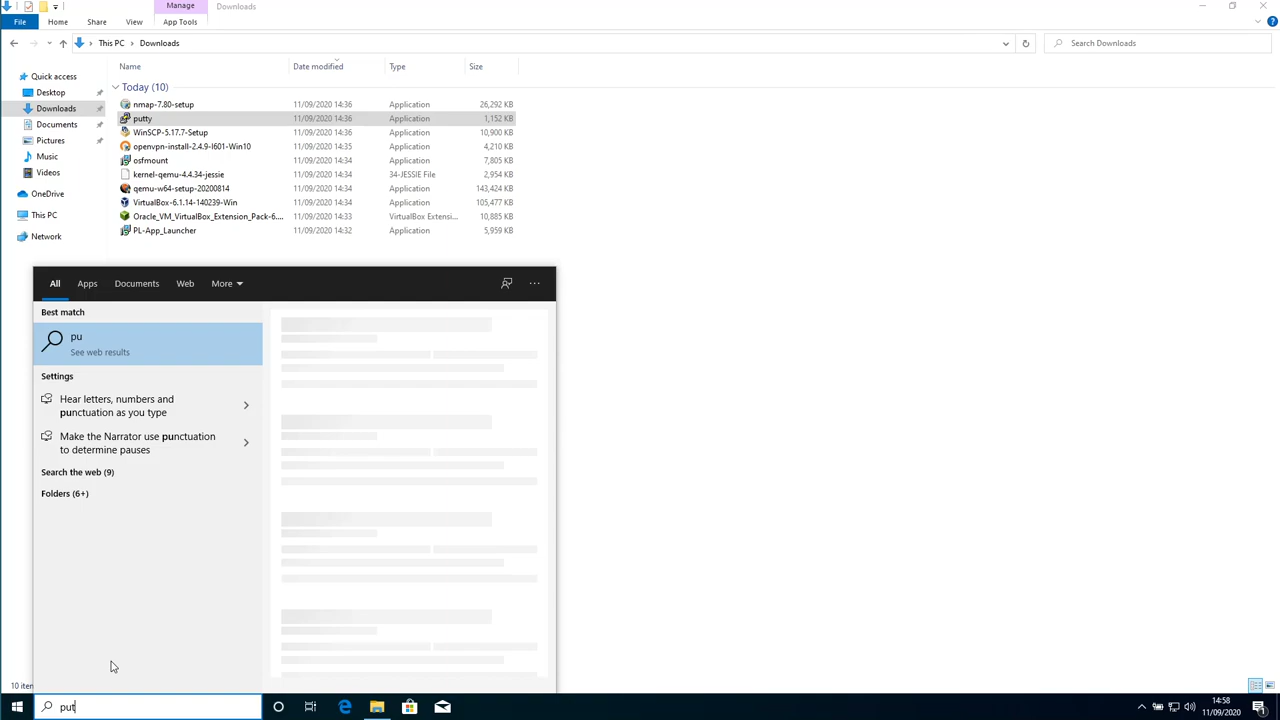 Manage
Downloads
File
Home
Share
View
App Tools
This PC
Downloads
Search Downloads
Name
Date modified
Type
Size
Quick access
Desktop
Downloads
Documents
Pictures
Music
Videos
OneDrive
This PC
Network
Today (10)
nmap-7.80-setup 11/09/2020 14:36 Application 26,292 KB
putty 11/09/2020 14:36 Application 1,152 KB
WinSCP-5.17.7-Setup 11/09/2020 14:36 Application 10,900 KB
openvpn-install-2.4.9-I601-Win10 11/09/2020 14:35 Application 4,210 KB
osfmount 11/09/2020 14:34 Application 7,805 KB
kernel-qemu-4.4.34-jessie 11/09/2020 14:34 34-JESSIE File 2,954 KB
qemu-w64-setup-20200814 11/09/2020 14:34 Application 143,424 KB
VirtualBox-6.1.14-140239-Win 11/09/2020 14:34 Application 105,477 KB
Oracle_VM_VirtualBox_Extension_Pack-6.... 11/09/2020 14:33 VirtualBox Extensi... 10,885 KB
PL-App_Launcher 11/09/2020 14:32 Application 5,959 KB
All
Apps
Documents
Web
More
Best match
pu
See web results
Settings
Hear letters, numbers and
punctuation as you type
Make the Narrator use punctuation
to determine pauses
Search the web (9)
Folders (6+)
10 item
put
14:58
11/09/2020
1